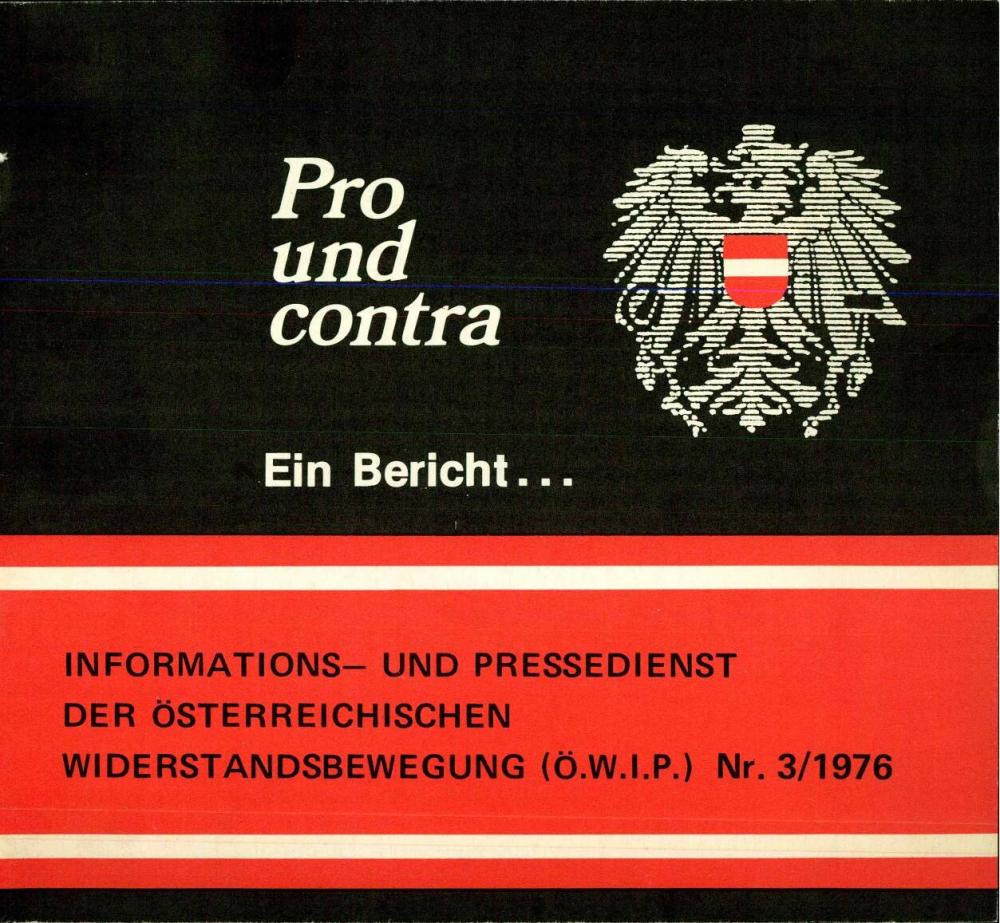 Pro
und
contra
Ein Bericht...
INFORMATIONS— UND PRESSEDIENST
DER ÖSTERREICHISCHEN
WIDERSTANDSBEWEGUNG (Ö.W.I.P.) Nr. 3/1976